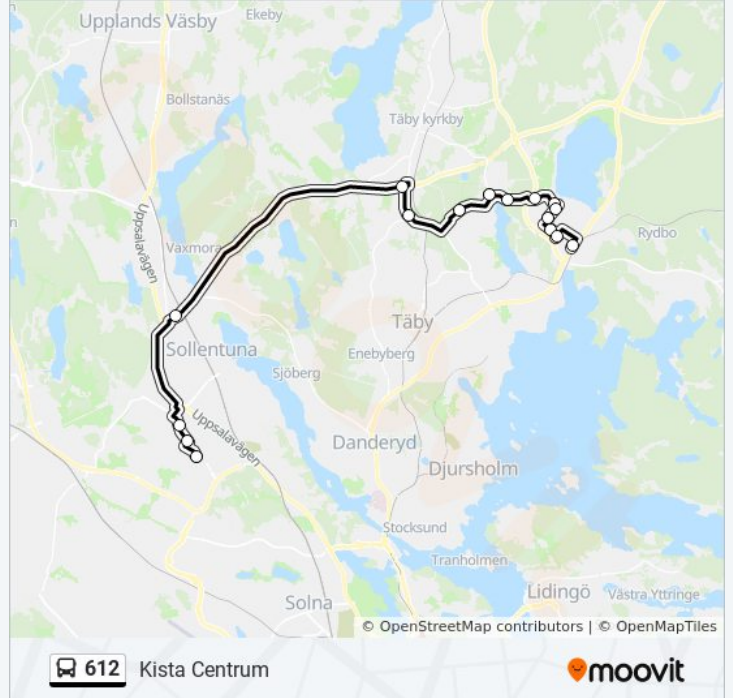 Upplands Väsby
Ekeby
Bollstanäs
Täby kyrkby
Uppsalavägen
Vaxmora
Rydbo
Täby
Sollentuna
Enebyberg
Sjöberg
Uppsalavägen
Danderyd
Djursholm
Stocksund
Tranholmen
Lidingö
Västra Yttringe
Solna
© OpenStreetMap contributors | © OpenMapTiles
612 Kista Centrum
moovit